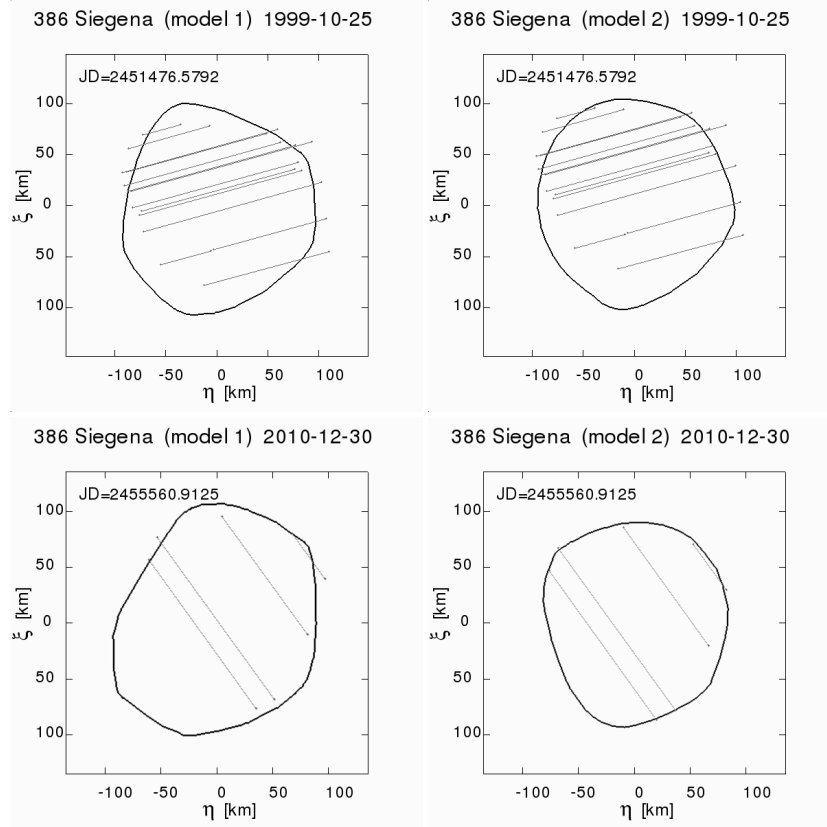 386 Siegena (model 1) 1999-10-25
JD=2451476.5792
100
50
0
50
100
ξ [km]
-100 -50 0 50 100
η [km]
386 Siegena (model 2) 1999-10-25
JD=2451476.5792
100
50
0
50
100
ξ [km]
-100 -50 0 50 100
η [km]
386 Siegena (model 1) 2010-12-30
JD=2455560.9125
100
50
0
50
100
ξ [km]
-100 -50 0 50 100
η [km]
386 Siegena (model 2) 2010-12-30
JD=2455560.9125
100
50
0
50
100
ξ [km]
-100 -50 0 50 100
η [km]